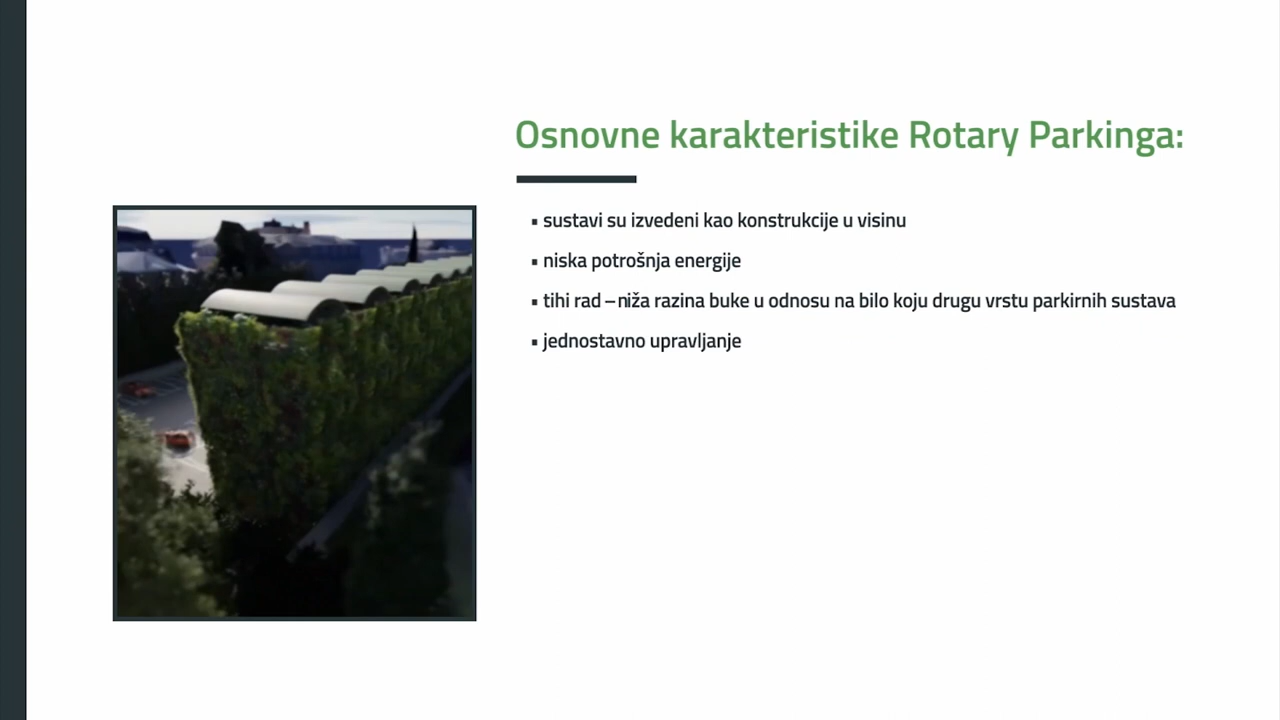 Osnovne karakteristike Rotary Parkinga:
▪ sustavi su izvedeni kao konstrukcije u visinu
▪ niska potrošnja energije
▪ tihi rad – niža razina buke u odnosu na bilo koju drugu vrstu parkirnih sustava
▪ jednostavno upravljanje